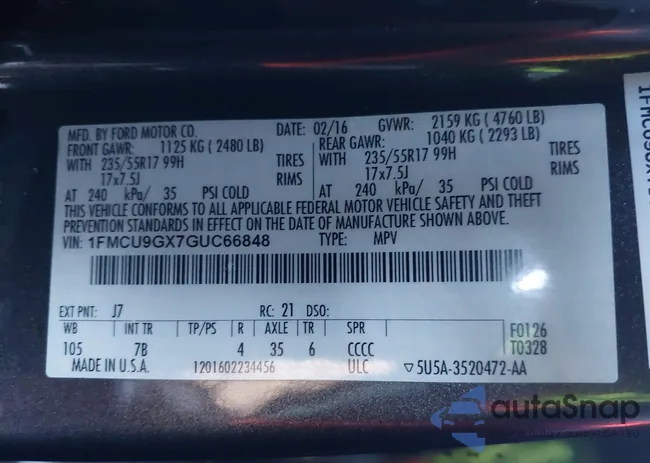 MFD. BY FORD MOTOR CO. DATE: 02/16 GVWR: 2159 KG ( 4760 LB)
FRONT GAWR: 1125 KG ( 2480 LB) REAR GAWR: 1040 KG ( 2293 LB)
WITH 235/55R17 99H TIRES WITH 235/55R17 99H TIRES
17x7.5J RIMS 17x7.5J RIMS
AT 240 kPa/ 35 PSI COLD AT 240 kPa/ 35 PSI COLD
THIS VEHICLE CONFORMS TO ALL APPLICABLE FEDERAL MOTOR VEHICLE SAFETY AND THEFT
PREVENTION STANDARDS IN EFFECT ON THE DATE OF MANUFACTURE SHOWN ABOVE.
VIN: 1FMCU9GX7GUC66848 TYPE: MPV
EXT PNT: J7 RC: 21 DSO:
WB INT TR TP/PS R AXLE TR SPR F0126
105 7B 4 35 6 CCCC T0328
MADE IN U.S.A. 1201602234456 ULC ▽5U5A-3520472-AA
autoSnap